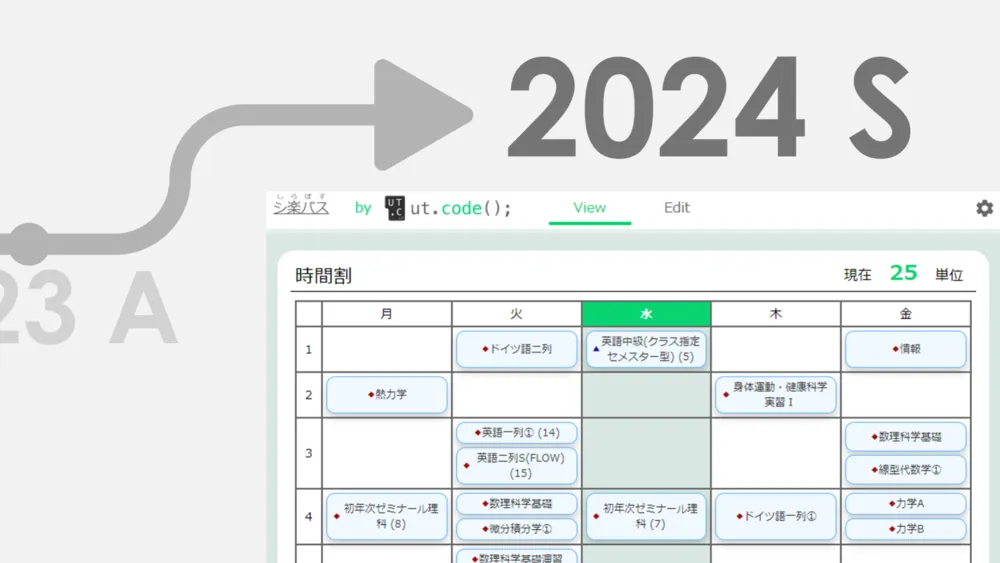 2024 S
23 A
しらばす
シ楽バス by UT.C ut.code(); View Edit
時間割 現在 25 単位
月 火 水 木 金
1 ◆ドイツ語二列 ▲英語中級(クラス指定セメスター型) (5) ◆情報
2 ◆熱力学 ◆身体運動・健康科学実習Ⅰ
3 ◆英語一列① (14) ◆数理科学基礎
◆英語二列S(FLOW) (15) ◆線型代数学①
4 ◆初年次ゼミナール理科 (8) ◆数理科学基礎 ◆初年次ゼミナール理科 (7) ◆ドイツ語一列① ◆力学A
◆微分積分学① ◆力学B
◆数理科学基礎演習